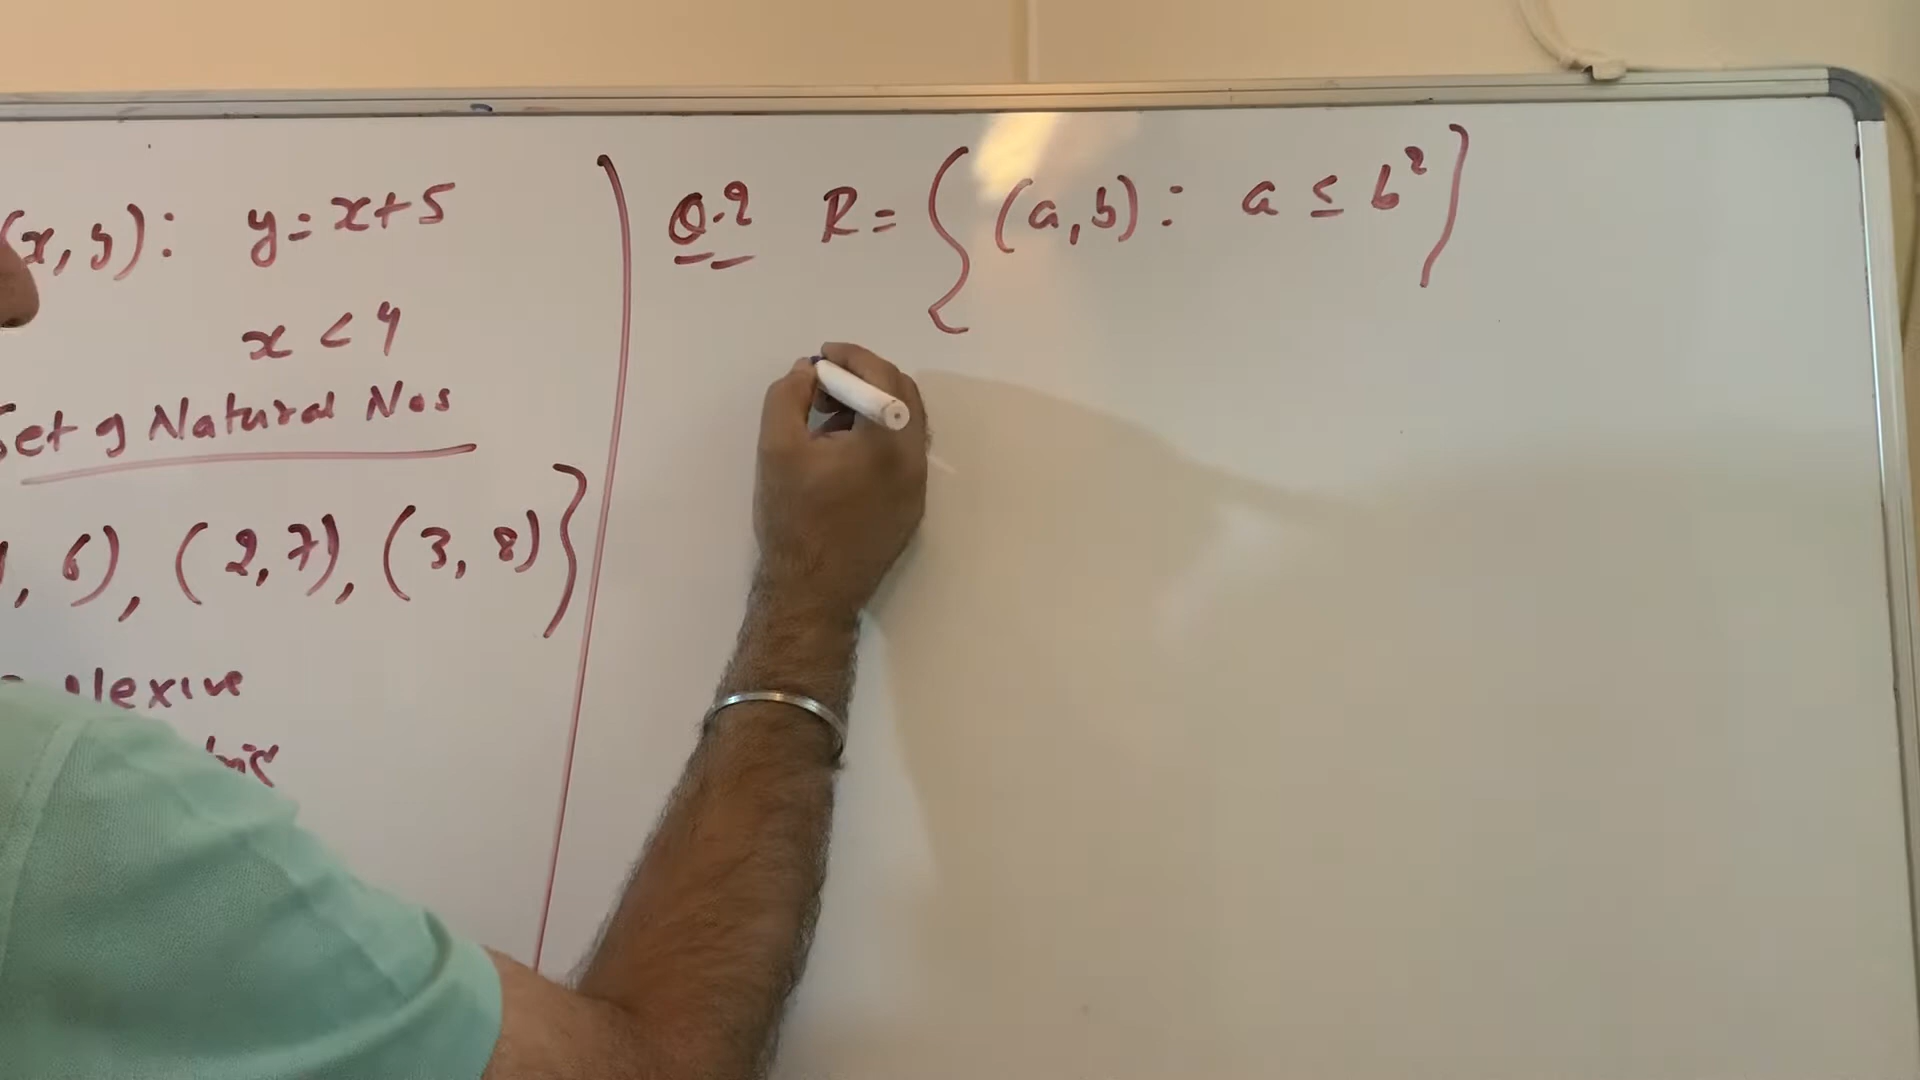 (x, y): y = x+5
x < 4
Set of Natural Nos
, 6), (2, 7), (3, 8)}
Q.2 R = { (a, b): a ≤ b² }